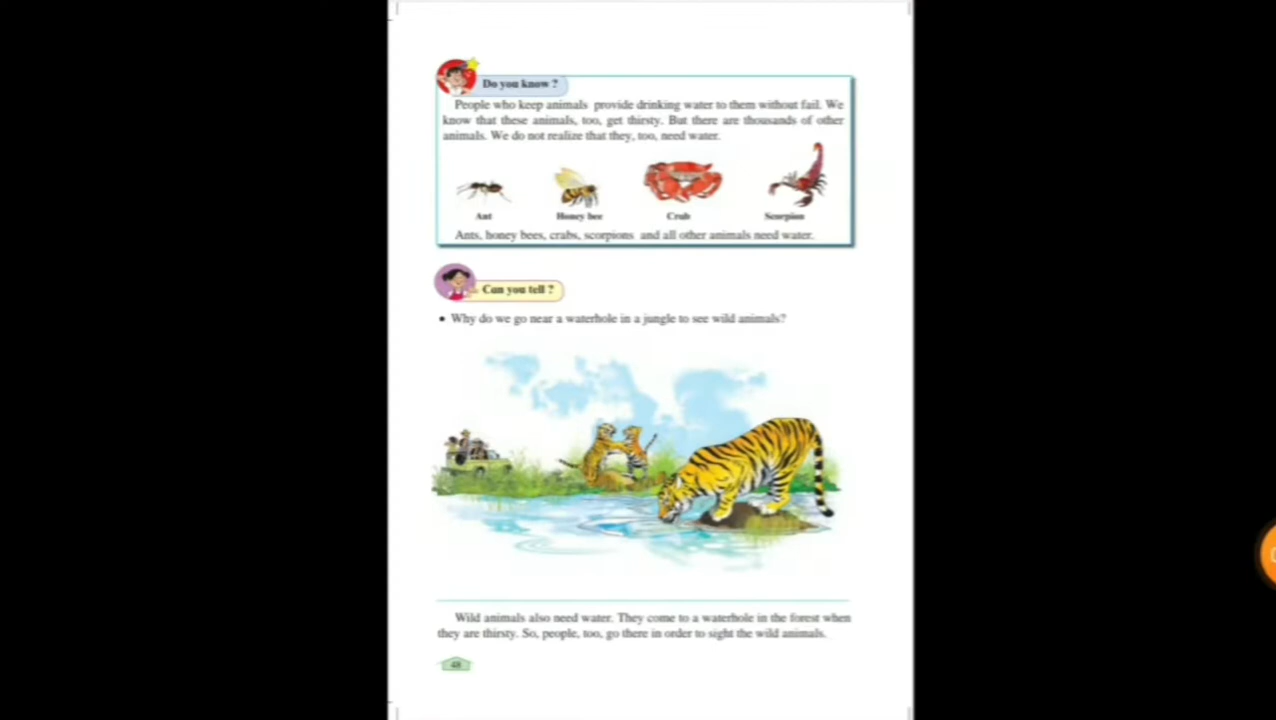 Do you know ?
People who keep animals provide drinking water to them without fail. We
know that these animals, too, get thirsty. But there are thousands of other
animals. We do not realize that they, too, need water.
Ant Honey bee Crab Scorpion
Ants, honey bees, crabs, scorpions and all other animals need water.
Can you tell ?
• Why do we go near a waterhole in a jungle to see wild animals?
Wild animals also need water. They come to a waterhole in the forest when
they are thirsty. So, people, too, go there in order to sight the wild animals.
48